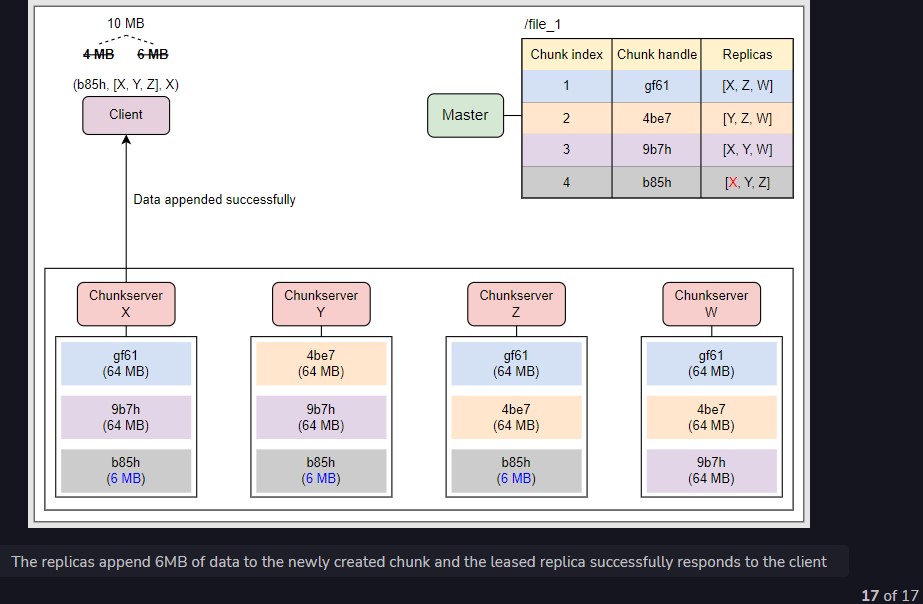 10 MB
4 MB 6 MB
(b85h, [X, Y, Z], X)
Client
Data appended successfully
Master
/file_1
Chunk index Chunk handle Replicas
1 gf61 [X, Z, W]
2 4be7 [Y, Z, W]
3 9b7h [X, Y, W]
4 b85h [X, Y, Z]
Chunkserver
X
gf61
(64 MB)
9b7h
(64 MB)
b85h
(6 MB)
Chunkserver
Y
4be7
(64 MB)
9b7h
(64 MB)
b85h
(6 MB)
Chunkserver
Z
gf61
(64 MB)
4be7
(64 MB)
b85h
(6 MB)
Chunkserver
W
gf61
(64 MB)
4be7
(64 MB)
9b7h
(64 MB)
The replicas append 6MB of data to the newly created chunk and the leased replica successfully responds to the client
17 of 17